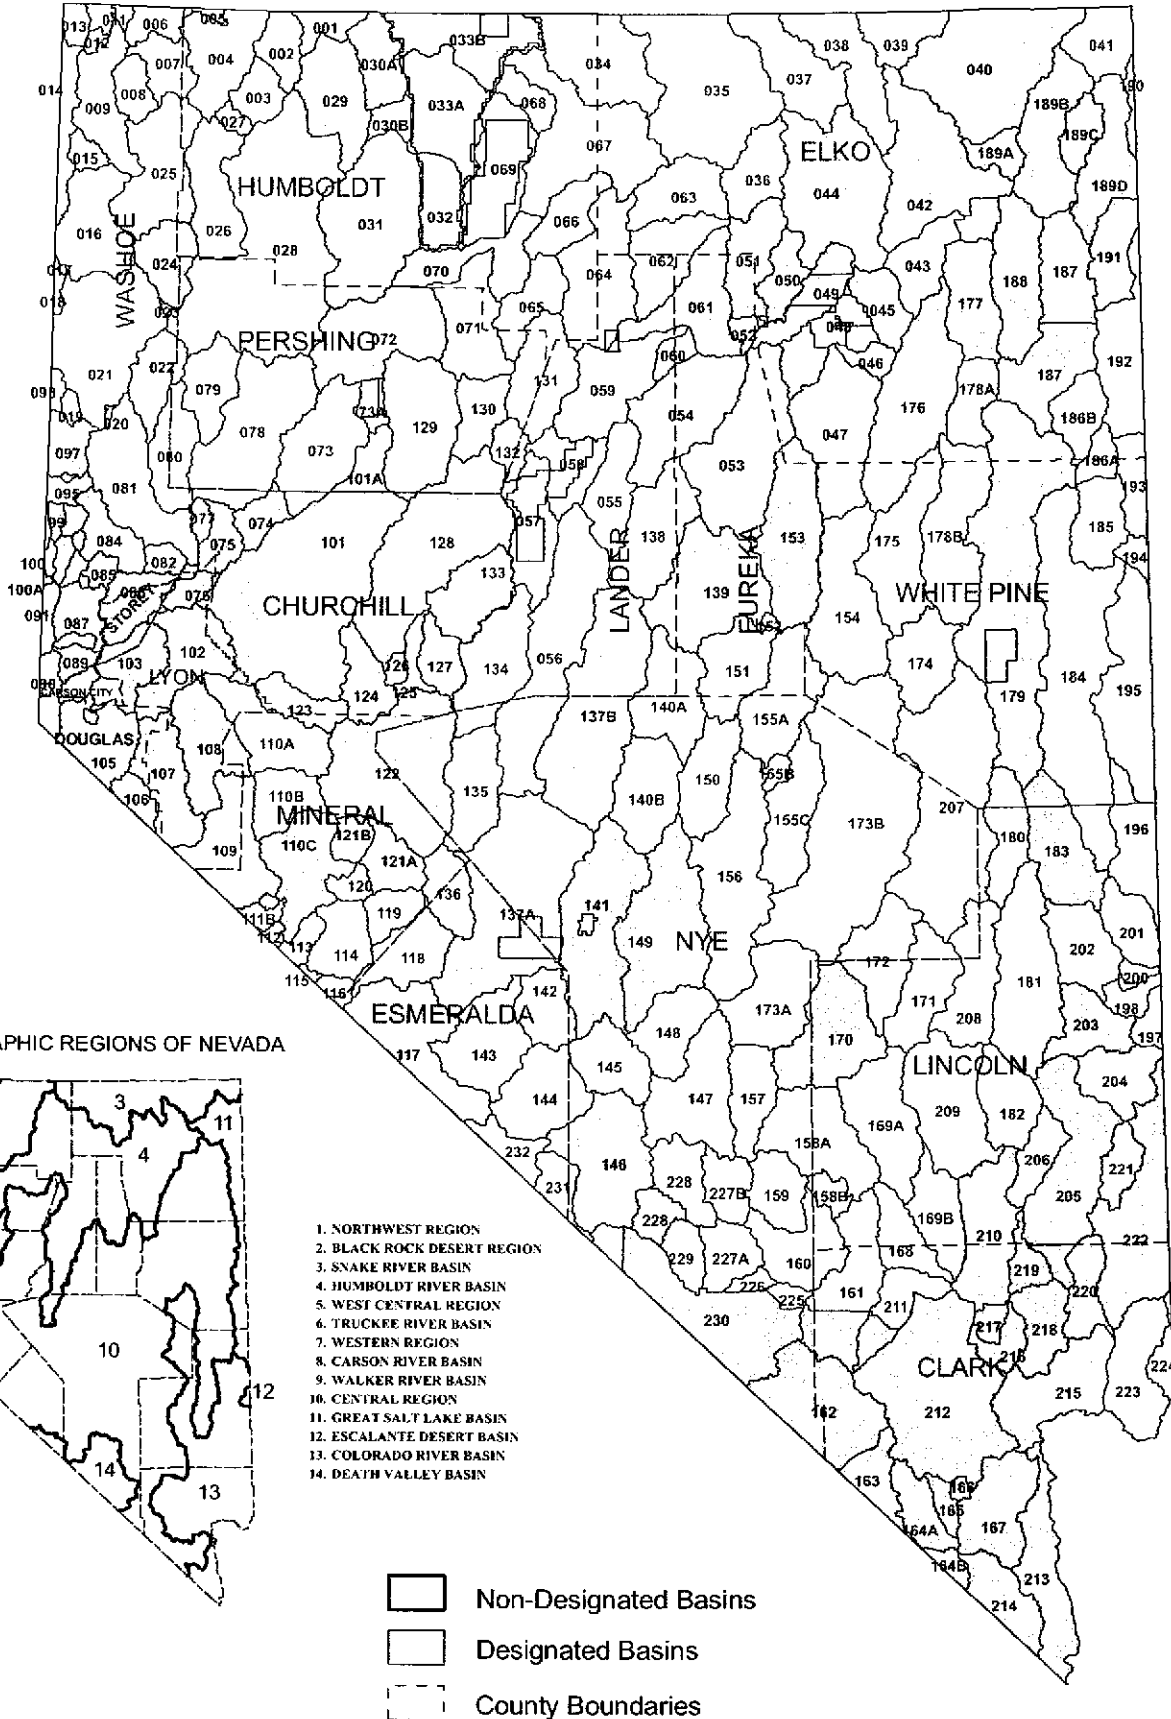 013 011 006 005 001 033B 038 039 041
012 007 004 002 030A 034 037 040
014 008 003 029 033A 068 035 189B 190
009 027 030B 067 189C
015 025 069 ELKO 189A
HUMBOLDT 036 044 189D
016 026 031 032 066 063 042
WASHOE 024 028 070 064 062 051 050 043 177 188 187 191
018 065 061 049 045
PERSHING 072 071 052 046
021 022 079 131 059 060 178A 187 192
019 020 130 054 176 186B
097 080 078 073 129 132 058 053 047 186A
095 081 101A 055 193
084 082 075 074 101 128 057 LANDER 138 EUREKA 153 175 178B 185 194
100 133 WHITE PINE
100A STOREY 076 CHURCHILL 139 154
091 087
089 103 102 126 127 134 056 151 174 184 195
LYON 124 125 179
CARSON CITY 123 137B 140A 155A
DOUGLAS 108 110A
105 107 122 135 150
106 110B 140B 155C 173B 207 196
MINERAL 180 183
109 110C 121B 121A 156
120 136 141
111B 119 137A 149 NYE 202 201
112 113 114 118 172
115 116 142 171 181 200
ESMERALDA 148 173A 170 208 203 198
117 143 145 LINCOLN 197
144 147 157 169A 209 182 204
232 146 158A 206
231 228 227B 159 158B 205 221
228 169B 210 222
229 227A 160 168 219
226 225 161 211 220
230 217 218
CLARK 216 224
162 212 215 223
163 166
164A 165 167
164B 213
214
APHIC REGIONS OF NEVADA
3
11
4
10
12
14
13
1. NORTHWEST REGION
2. BLACK ROCK DESERT REGION
3. SNAKE RIVER BASIN
4. HUMBOLDT RIVER BASIN
5. WEST CENTRAL REGION
6. TRUCKEE RIVER BASIN
7. WESTERN REGION
8. CARSON RIVER BASIN
9. WALKER RIVER BASIN
10. CENTRAL REGION
11. GREAT SALT LAKE BASIN
12. ESCALANTE DESERT BASIN
13. COLORADO RIVER BASIN
14. DEATH VALLEY BASIN
Non-Designated Basins
Designated Basins
County Boundaries